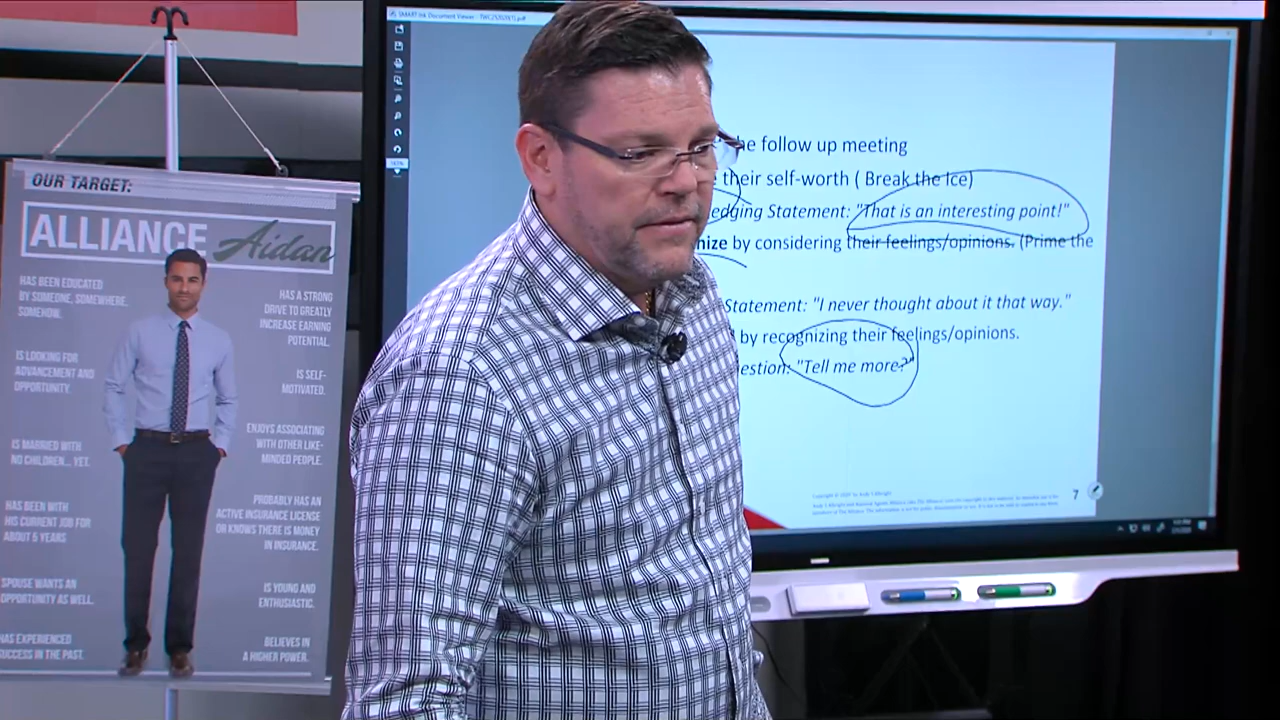 OUR TARGET:
ALLIANCE
Aidan
HAS BEEN EDUCATED
BY SOMEONE, SOMEWHERE,
SOMEHOW.
IS LOOKING FOR
ADVANCEMENT AND
OPPORTUNITY.
IS MARRIED WITH
NO CHILDREN... YET.
HAS BEEN WITH
HIS CURRENT JOB FOR
ABOUT 5 YEARS
SPOUSE WANTS AN
OPPORTUNITY AS WELL.
HAS EXPERIENCED
SUCCESS IN THE PAST.
HAS A STRONG
DRIVE TO GREATLY
INCREASE EARNING
POTENTIAL.
IS SELF-
MOTIVATED.
ENJOYS ASSOCIATING
WITH OTHER LIKE-
MINDED PEOPLE.
PROBABLY HAS AN
ACTIVE INSURANCE LICENSE
OR KNOWS THERE IS MONEY
IN INSURANCE.
IS YOUNG AND
ENTHUSIASTIC.
BELIEVES IN
A HIGHER POWER.
SMART Ink Document Viewer
he follow up meeting
their self-worth ( Break the Ice)
edging Statement: "That is an interesting point!"
nize by considering their feelings/opinions. (Prime the
Statement: "I never thought about it that way."
by recognizing their feelings/opinions.
estion: "Tell me more?"
7